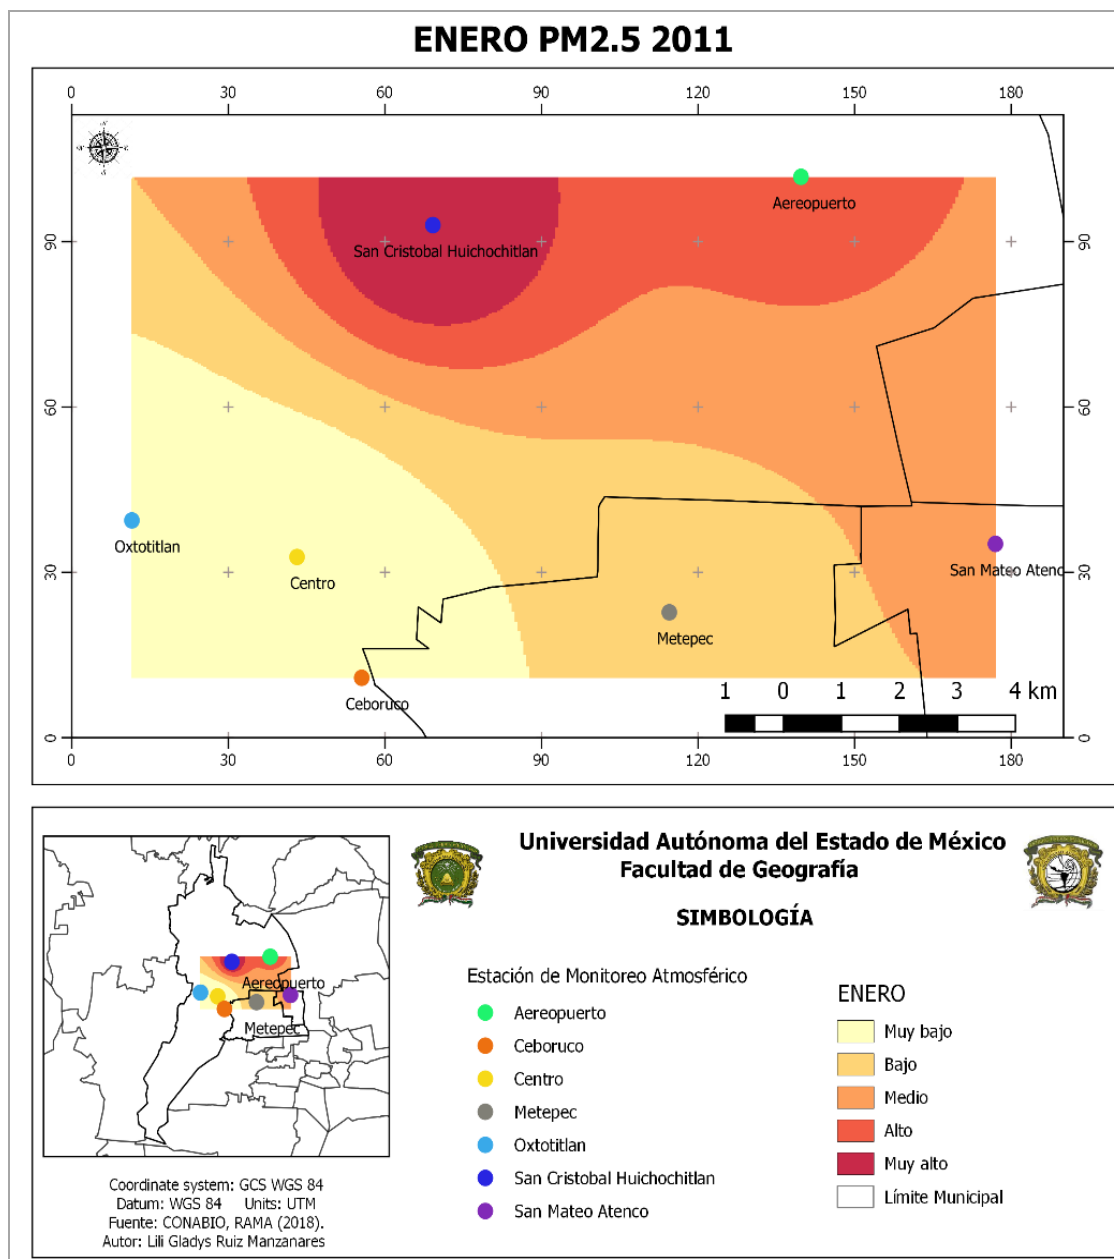 ENERO PM2.5 2011
0 30 60 90 120 150 180
Aereopuerto
San Cristobal Huichochitlan
90 90
60 60
Oxtotitlan
Centro
San Mateo Atenc
30 30
Metepec
Ceboruco
1 0 1 2 3 4 km
0 0
0 30 60 90 120 150 180
Universidad Autónoma del Estado de México
Facultad de Geografía
SIMBOLOGÍA
Aereopuerto
Metepec
Estación de Monitoreo Atmosférico
Aereopuerto
Ceboruco
Centro
Metepec
Oxtotitlan
San Cristobal Huichochitlan
San Mateo Atenco
ENERO
Muy bajo
Bajo
Medio
Alto
Muy alto
Límite Municipal
Coordinate system: GCS WGS 84
Datum: WGS 84 Units: UTM
Fuente: CONABIO, RAMA (2018).
Autor: Lili Gladys Ruiz Manzanares